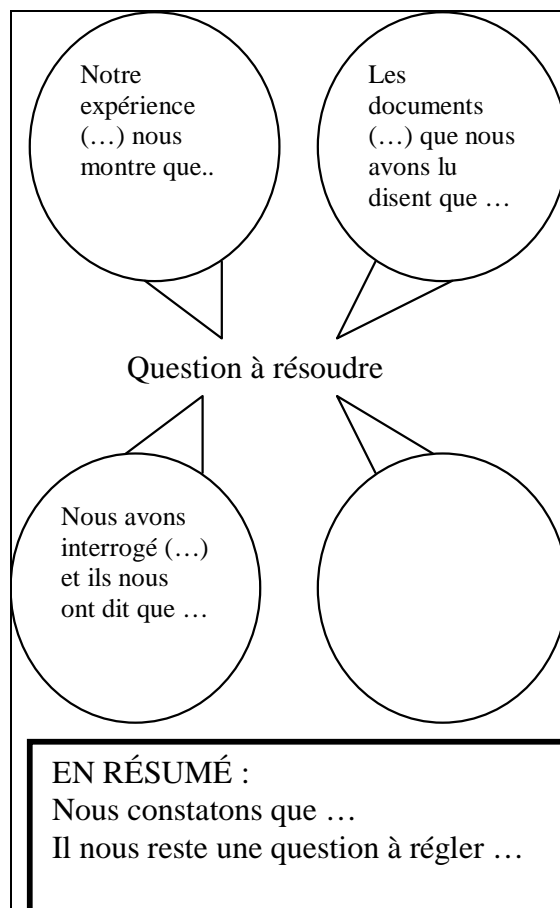 Notre
expérience
(…) nous
montre que..
Les
documents
(…) que nous
avons lu
disent que …
Question à résoudre
Nous avons
interrogé (…)
et ils nous
ont dit que …
EN RÉSUMÉ :
Nous constatons que …
Il nous reste une question à régler …